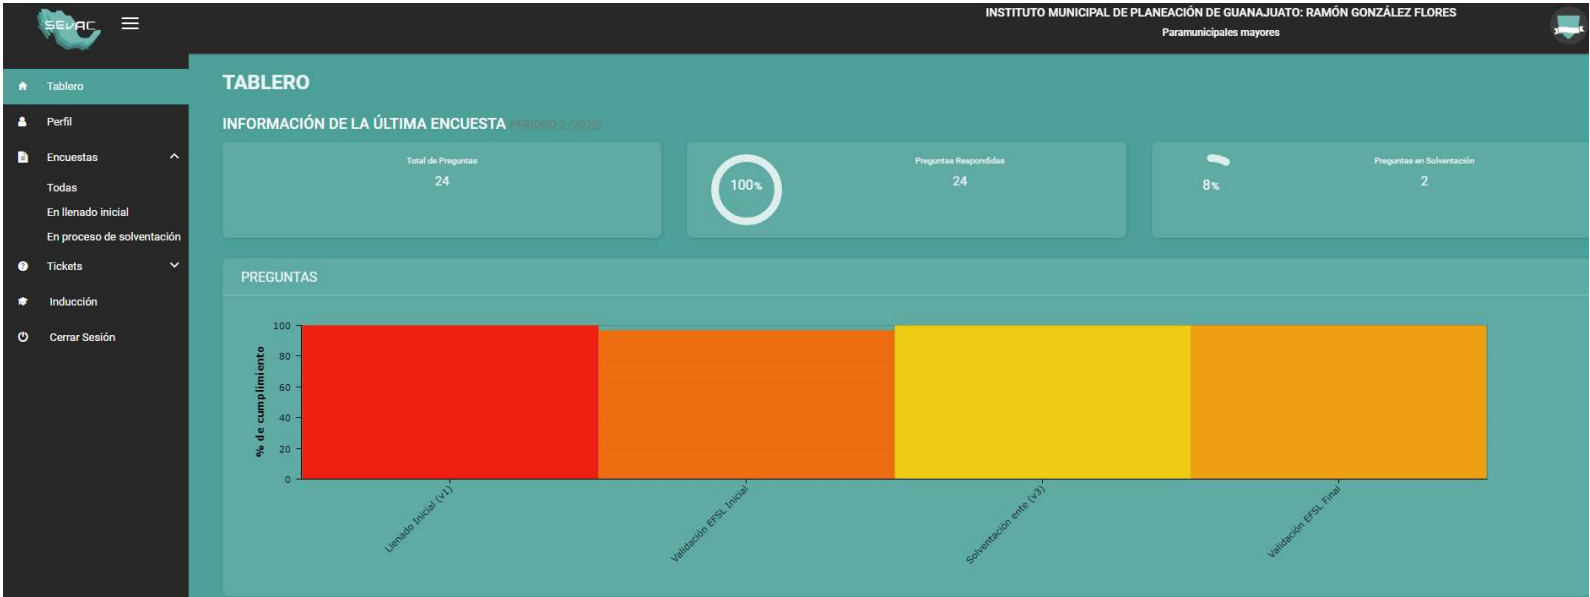 SEVAC
INSTITUTO MUNICIPAL DE PLANEACIÓN DE GUANAJUATO: RAMÓN GONZÁLEZ FLORES
Paramunicipales mayores
Tablero
Perfil
Encuestas
Todas
En llenado inicial
En proceso de solventación
Tickets
Inducción
Cerrar Sesión
TABLERO
INFORMACIÓN DE LA ÚLTIMA ENCUESTA PERIODO 2 (2022)
Total de Preguntas
24
100%
Preguntas Respondidas
24
8%
Preguntas en Solventación
2
PREGUNTAS
% de cumplimiento
100
80
60
40
20
0
Llenado Inicial (v1)
Validación EFSL Inicial
Solventación ente (v3)
Validación EFSL Final